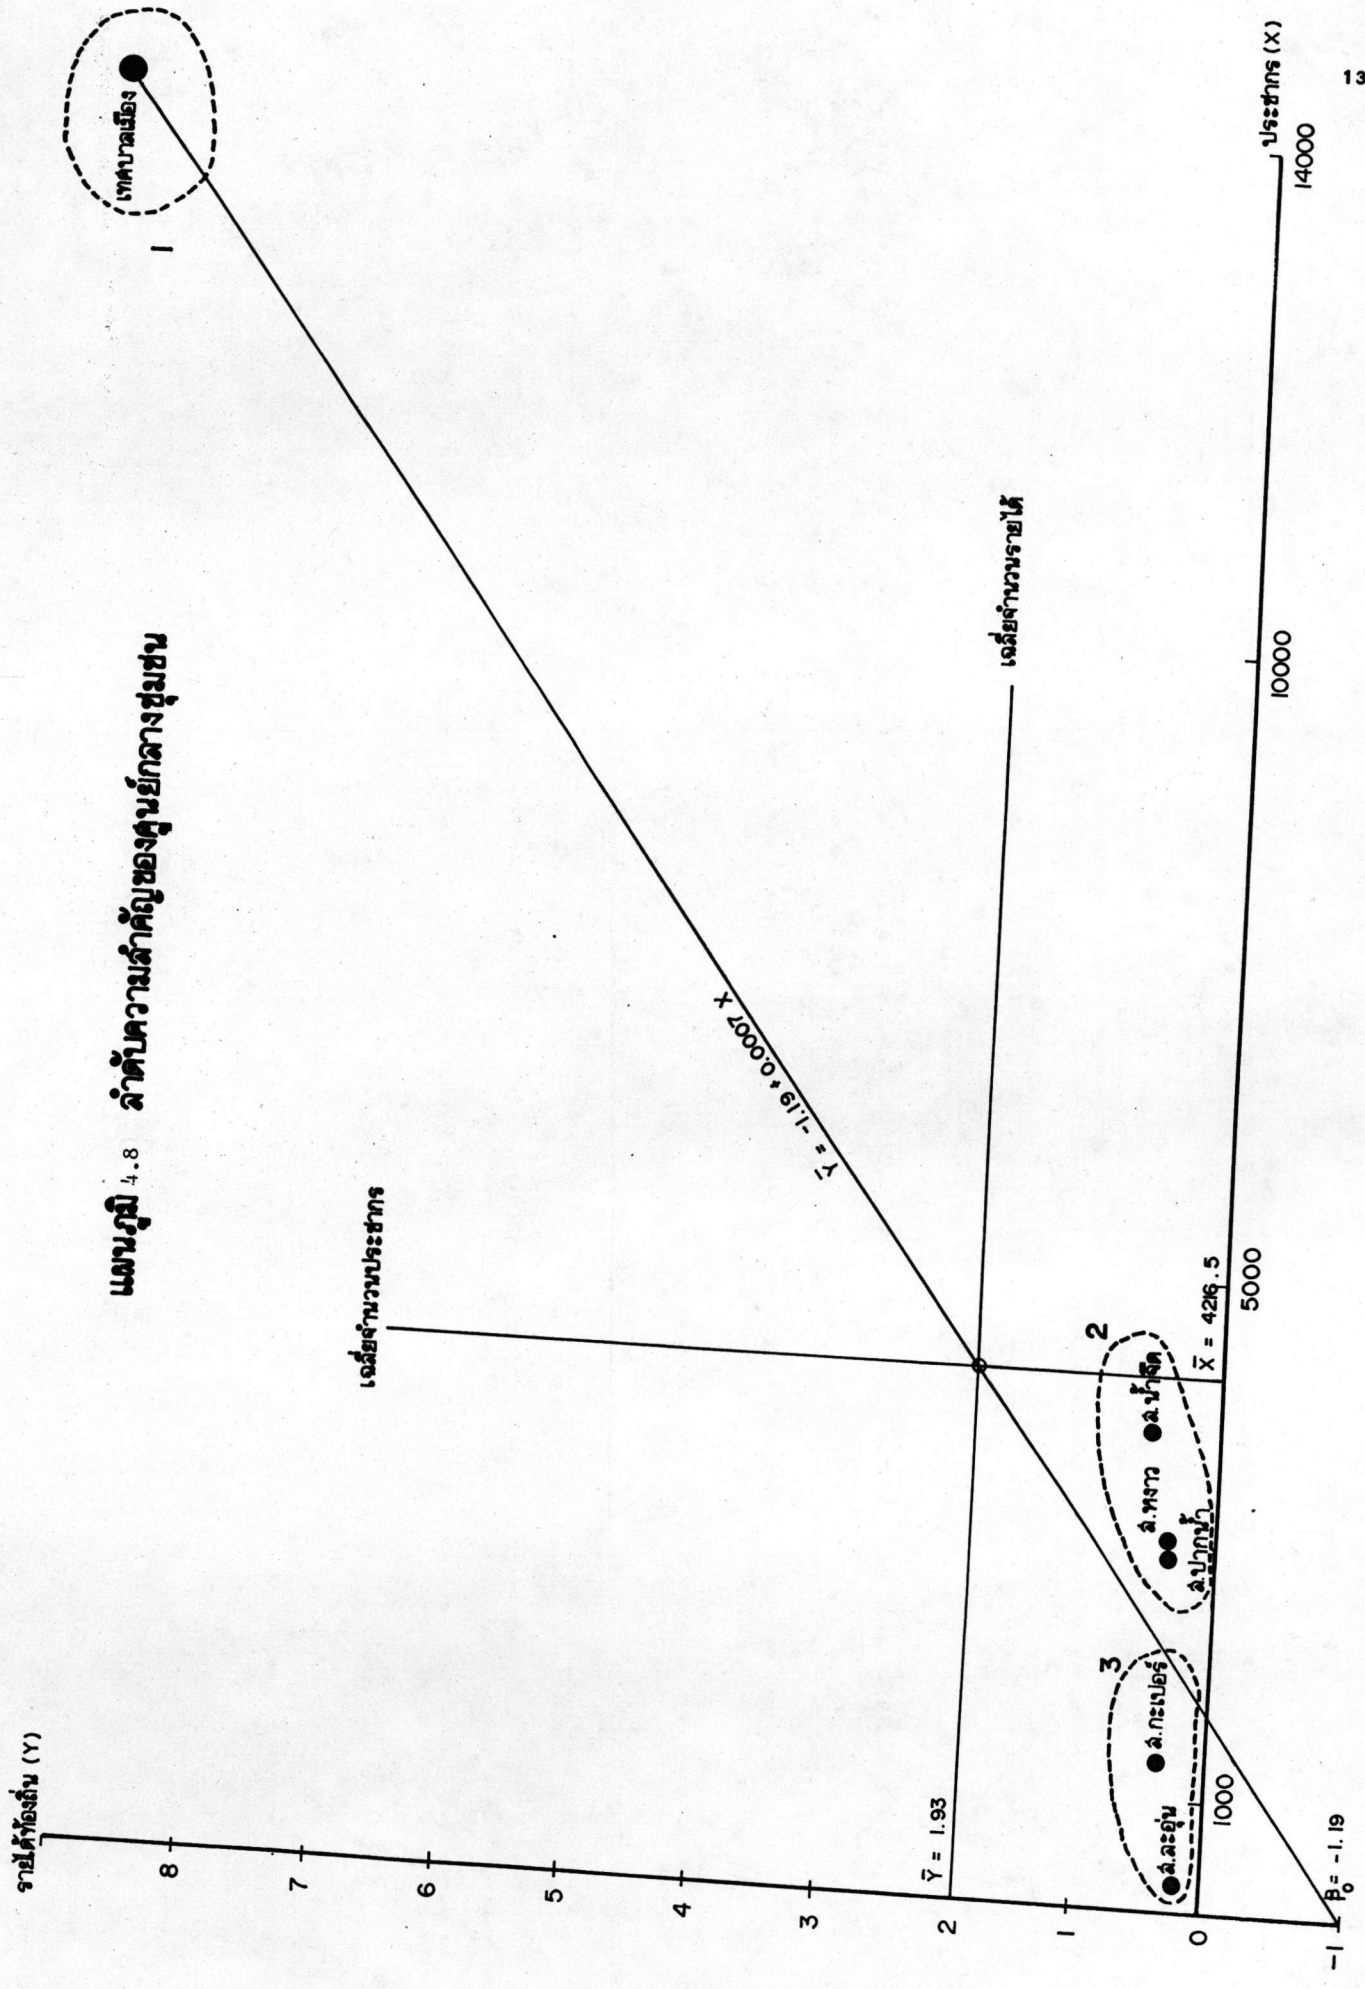 13
แผนภูมิ 4.8 ลำดับความสำคัญของศูนย์กลางชุมชน
รายได้ท้องถิ่น (Y)
8
7
6
5
4
3
2
1
0
-1
เทศบาลเมือง
1
เฉลี่ยจำนวนประชากร
Ȳ = -1.19 + 0.0007 X
เฉลี่ยจำนวนรายได้
Ȳ = 1.93
2
ส.น้ำจืด
ส.หงาว
ส.ปากน้ำ
3
ส.กะเปอร์
ส.ละอุ่น
X̄ = 4216.5
β₀ = -1.19
1000
5000
10000
14000
ประชากร (X)